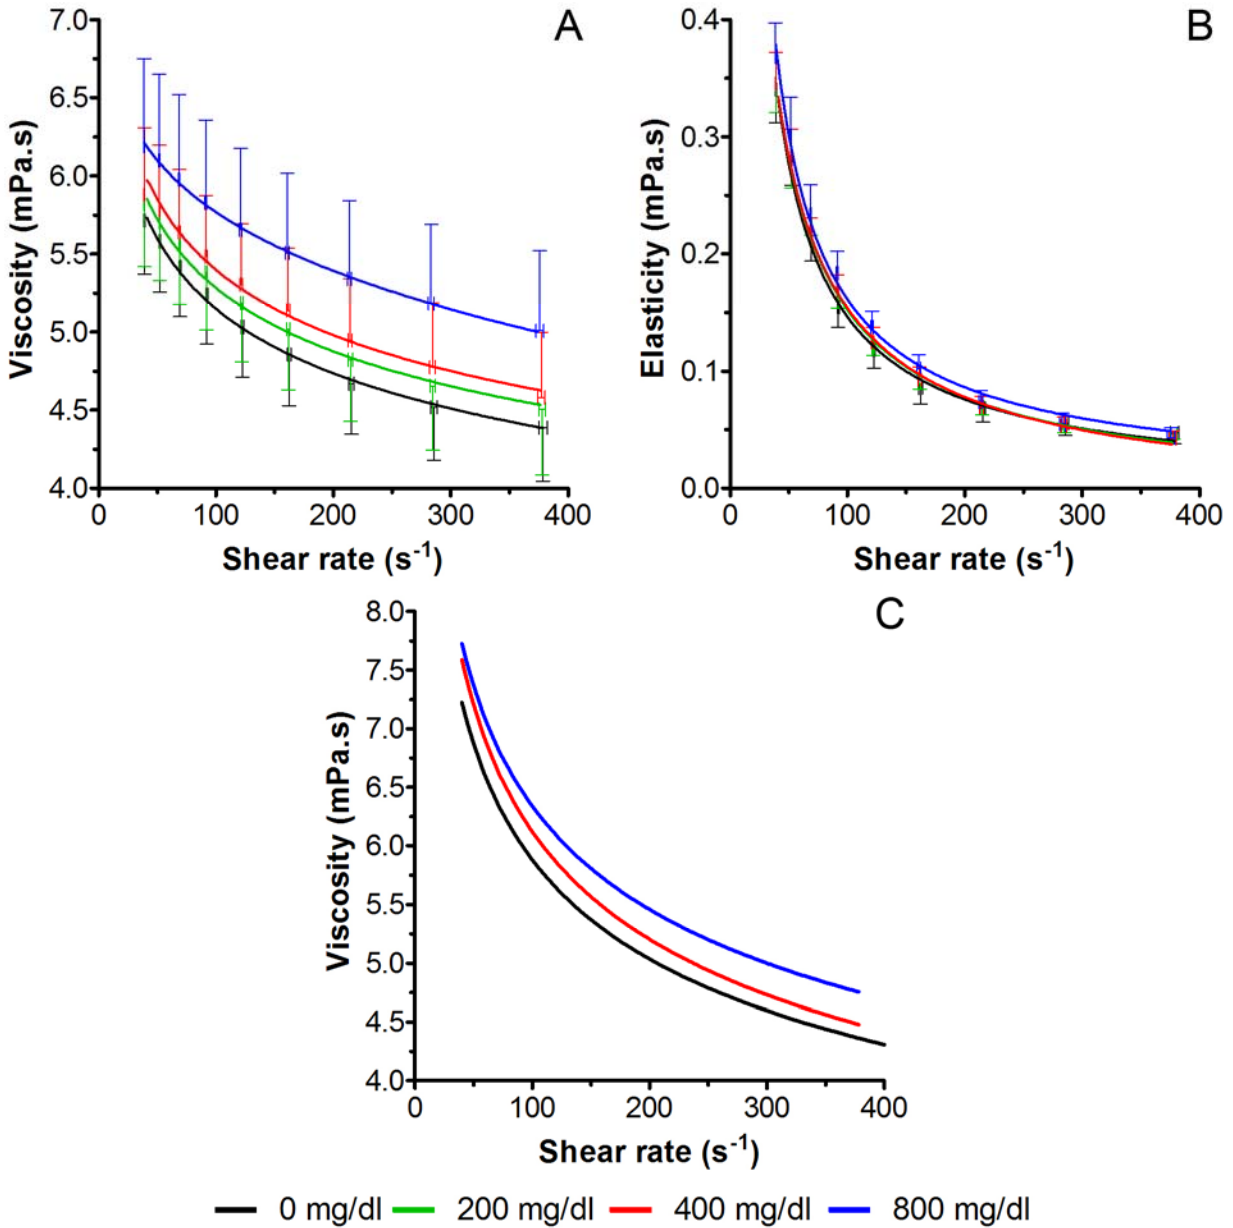 A
7.0
6.5
6.0
5.5
5.0
4.5
4.0
Viscosity (mPa.s)
0 100 200 300 400
Shear rate (s-1)
B
0.4
0.3
0.2
0.1
0.0
Elasticity (mPa.s)
0 100 200 300 400
Shear rate (s-1)
C
8.0
7.5
7.0
6.5
6.0
5.5
5.0
4.5
4.0
Viscosity (mPa.s)
0 100 200 300 400
Shear rate (s-1)
0 mg/dl 200 mg/dl 400 mg/dl 800 mg/dl